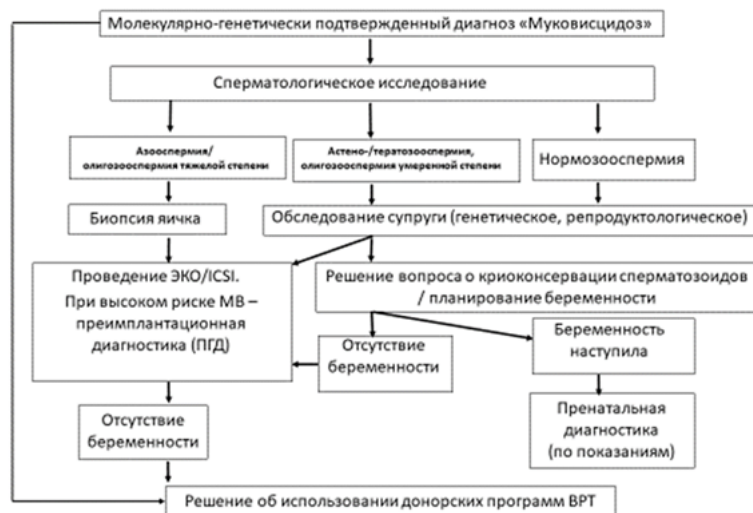 Молекулярно-генетически подтвержденный диагноз «Муковисцидоз»
Сперматологическое исследование
Азооспермия/
олигозооспермия тяжелой степени
Астено-/тератозооспермия,
олигозооспермия умеренной степени
Нормозооспермия
Биопсия яичка
Обследование супруги (генетическое, репродуктологическое)
Проведение ЭКО/ICSI.
При высоком риске МВ –
преимплантационная
диагностика (ПГД)
Решение вопроса о криоконсервации сперматозоидов
/ планирование беременности
Отсутствие
беременности
Беременность
наступила
Отсутствие
беременности
Пренатальная
диагностика
(по показаниям)
Решение об использовании донорских программ ВРТ